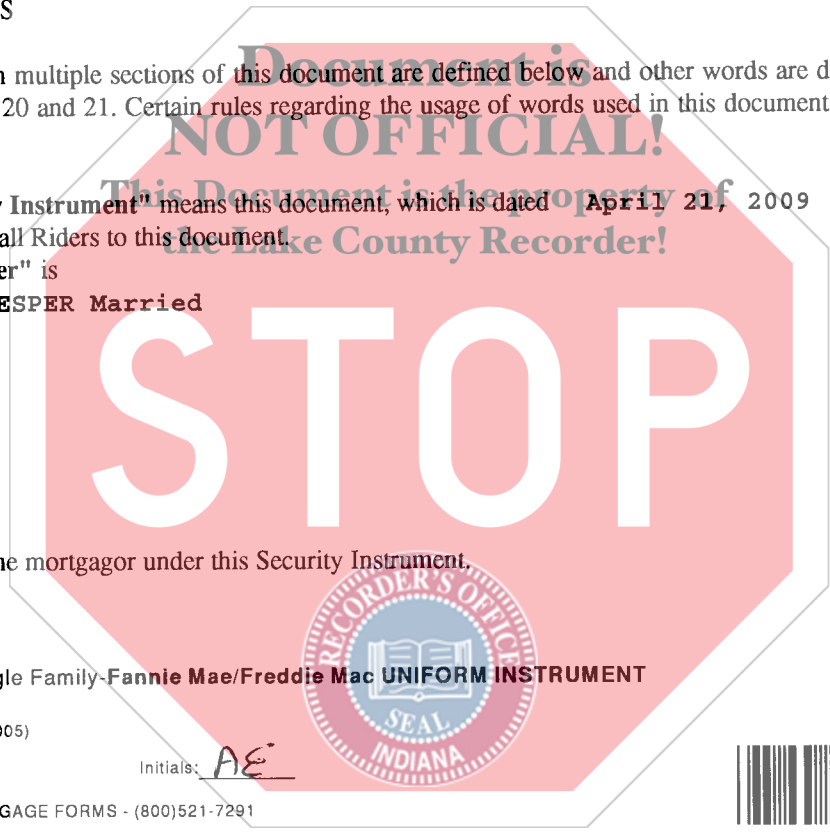 S
Document is
n multiple sections of this document are defined below and other words are d
20 and 21. Certain rules regarding the usage of words used in this document
NOT OFFICIAL!
This Document is the property of
y Instrument" means this document, which is dated April 21, 2009
all Riders to this document.
the Lake County Recorder!
er" is
ESPER Married
STOP
ne mortgagor under this Security Instrument.
RECORDER'S OFFICE
SEAL
INDIANA
gle Family-Fannie Mae/Freddie Mac UNIFORM INSTRUMENT
005)
Initials: AE
GAGE FORMS - (800)521-7291